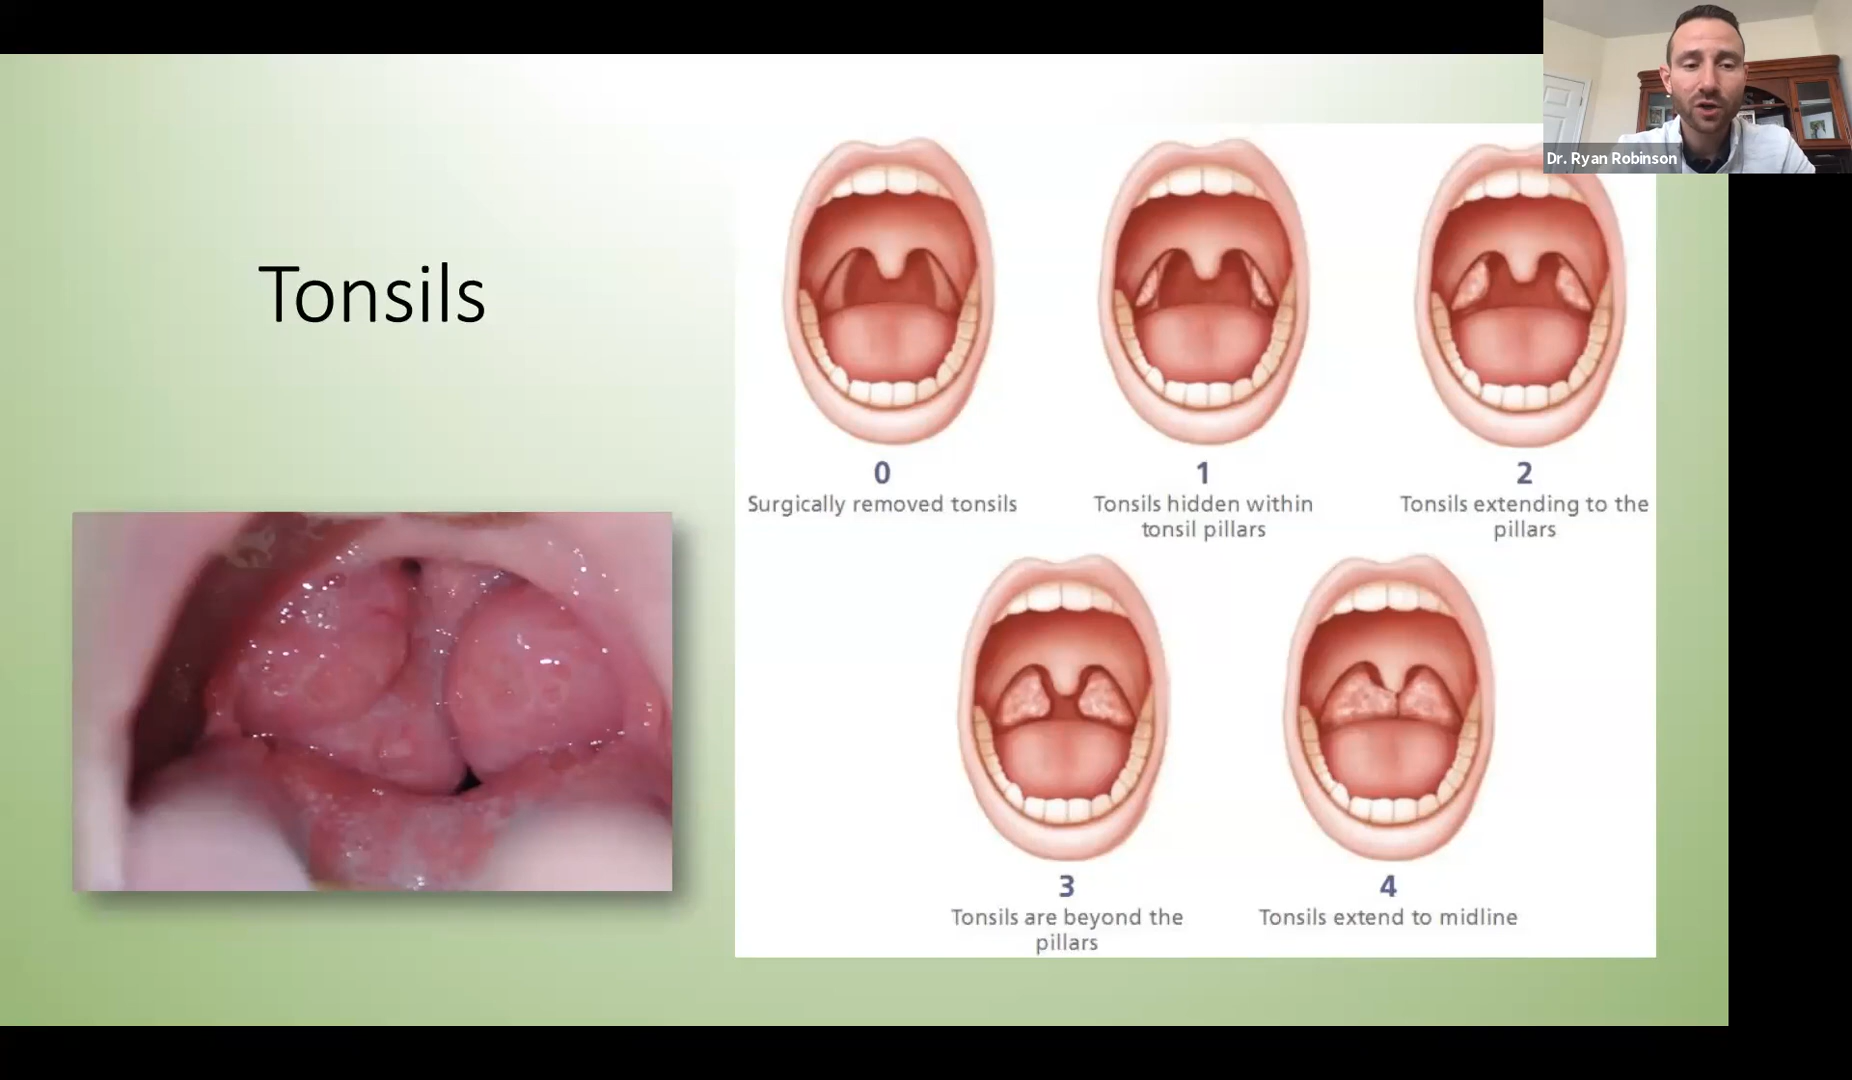 Dr. Ryan Robinson
Tonsils
0
Surgically removed tonsils
1
Tonsils hidden within
tonsil pillars
2
Tonsils extending to the
pillars
3
Tonsils are beyond the
pillars
4
Tonsils extend to midline